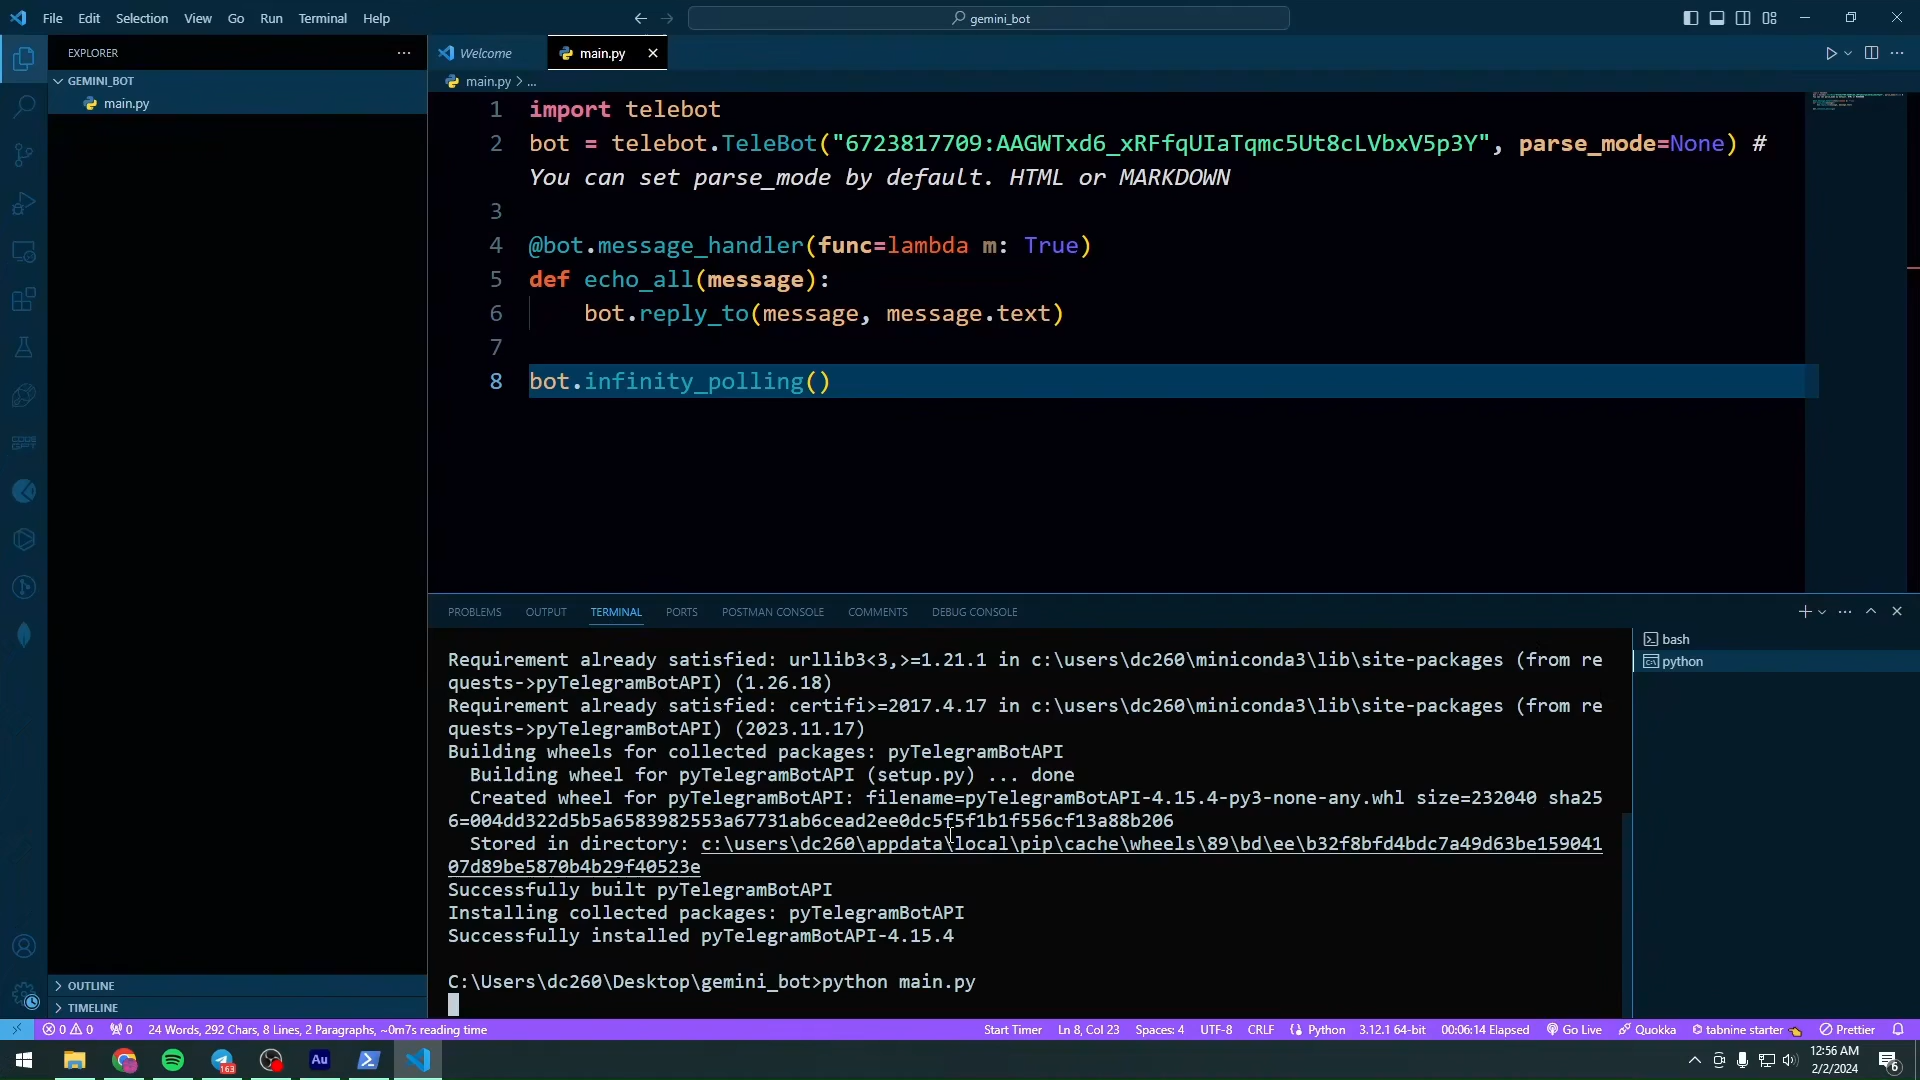 File Edit Selection View Go Run Terminal Help
gemini_bot
EXPLORER
GEMINI_BOT
main.py
OUTLINE
TIMELINE
Welcome main.py
main.py > ...
1 import telebot
2 bot = telebot.TeleBot("6723817709:AAGWTxd6_xRFfqUIaTqmc5Ut8cLVbxV5p3Y", parse_mode=None) #
You can set parse_mode by default. HTML or MARKDOWN
3
4 @bot.message_handler(func=lambda m: True)
5 def echo_all(message):
6 bot.reply_to(message, message.text)
7
8 bot.infinity_polling()
PROBLEMS OUTPUT TERMINAL PORTS POSTMAN CONSOLE COMMENTS DEBUG CONSOLE
Requirement already satisfied: urllib3<3,>=1.21.1 in c:\users\dc260\miniconda3\lib\site-packages (from re
quests->pyTelegramBotAPI) (1.26.18)
Requirement already satisfied: certifi>=2017.4.17 in c:\users\dc260\miniconda3\lib\site-packages (from re
quests->pyTelegramBotAPI) (2023.11.17)
Building wheels for collected packages: pyTelegramBotAPI
Building wheel for pyTelegramBotAPI (setup.py) ... done
Created wheel for pyTelegramBotAPI: filename=pyTelegramBotAPI-4.15.4-py3-none-any.whl size=232040 sha25
6=004dd322d5b5a6583982553a67731ab6cead2ee0dc5f5f1b1f556cf13a88b206
Stored in directory: c:\users\dc260\appdata\local\pip\cache\wheels\89\bd\ee\b32f8bfd4bdc7a49d63be159041
07d89be5870b4b29f40523e
Successfully built pyTelegramBotAPI
Installing collected packages: pyTelegramBotAPI
Successfully installed pyTelegramBotAPI-4.15.4
C:\Users\dc260\Desktop\gemini_bot>python main.py
bash
python
0 0 0 24 Words, 292 Chars, 8 Lines, 2 Paragraphs, ~0m7s reading time Start Timer Ln 8, Col 23 Spaces: 4 UTF-8 CRLF Python 3.12.1 64-bit 00:06:14 Elapsed Go Live Quokka tabnine starter Prettier
163
Au
12:56 AM
2/2/2024
6